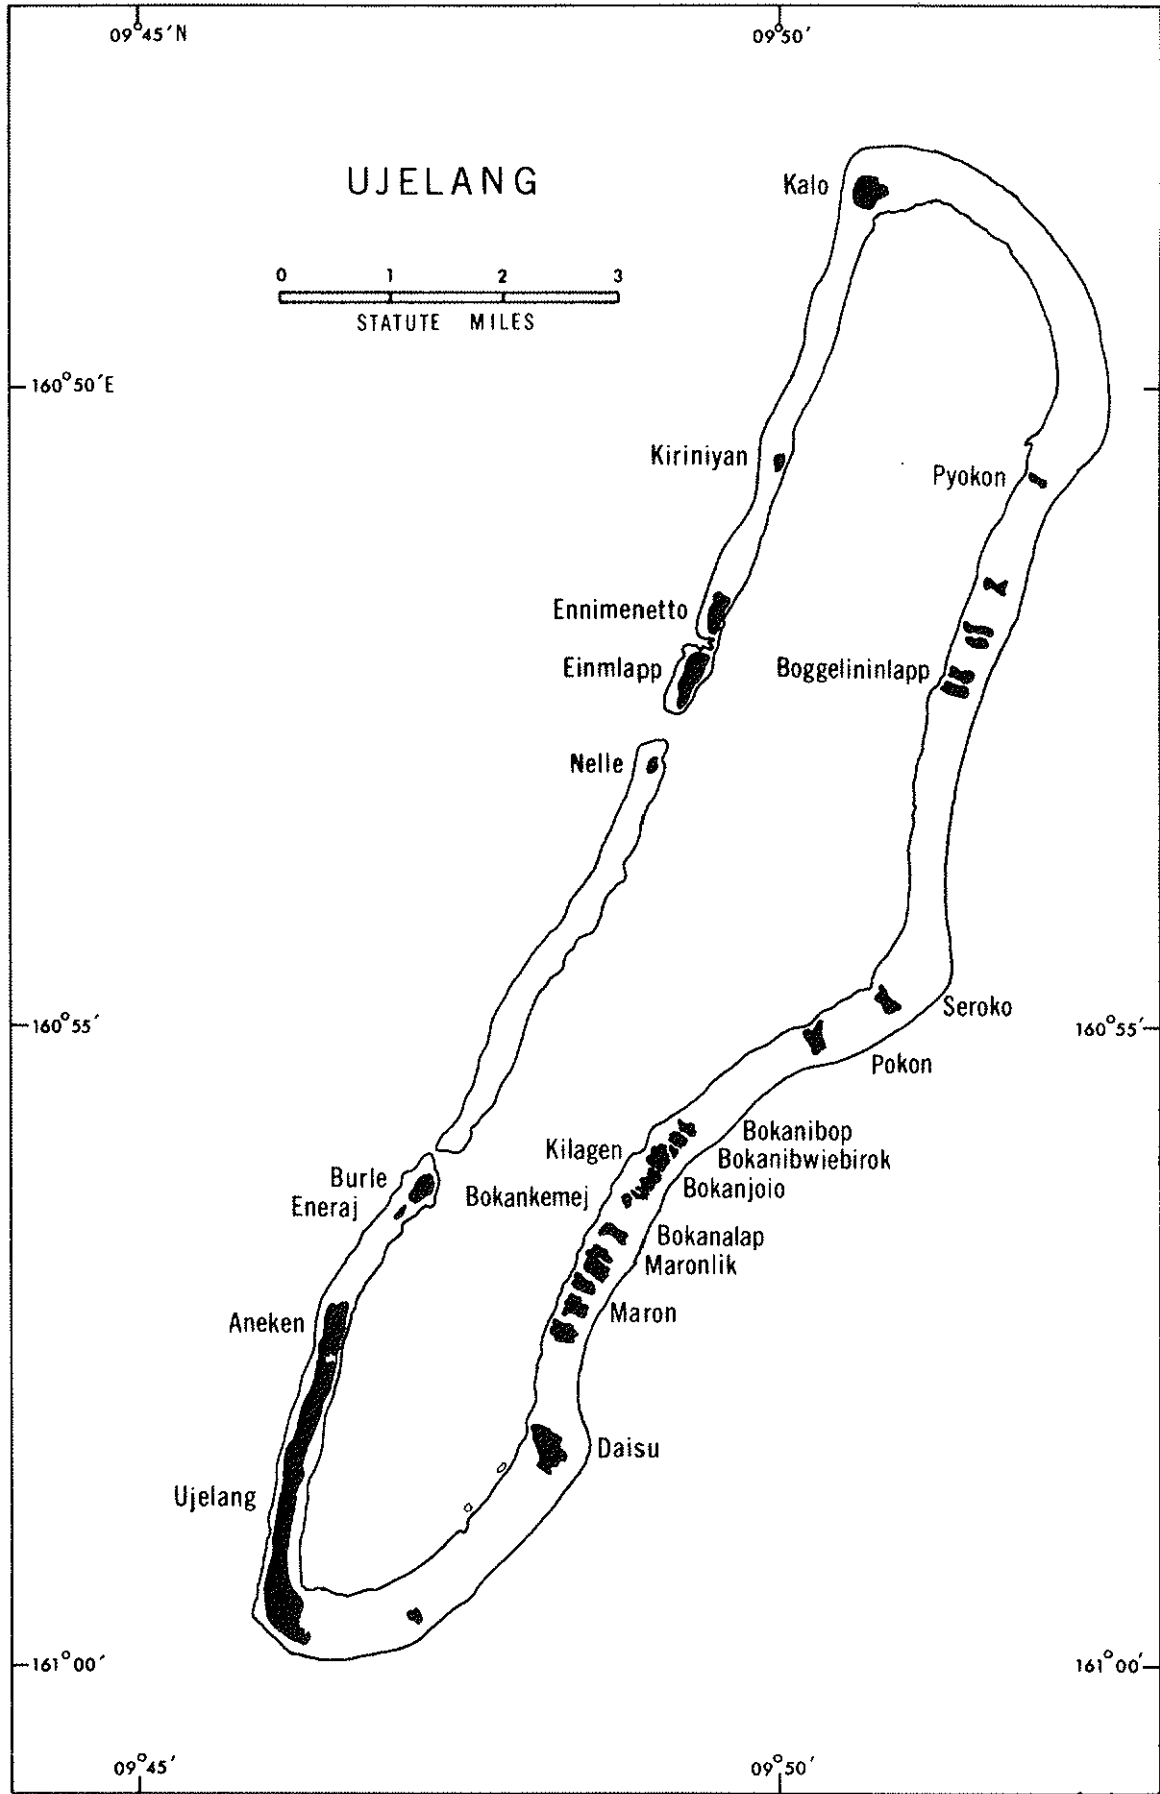 09°45′N
09°50′
UJELANG
0 1 2 3
STATUTE MILES
Kalo
160°50′E
Kiriniyan
Pyokon
Ennimenetto
Einmlapp
Boggelininlapp
Nelle
Seroko
160°55′
160°55′
Pokon
Bokanibop
Kilagen
Bokanibwiebirok
Burle
Bokankemej
Bokanjoio
Eneraj
Bokanalap
Maronlik
Aneken
Maron
Daisu
Ujelang
161°00′
161°00′
09°45′
09°50′